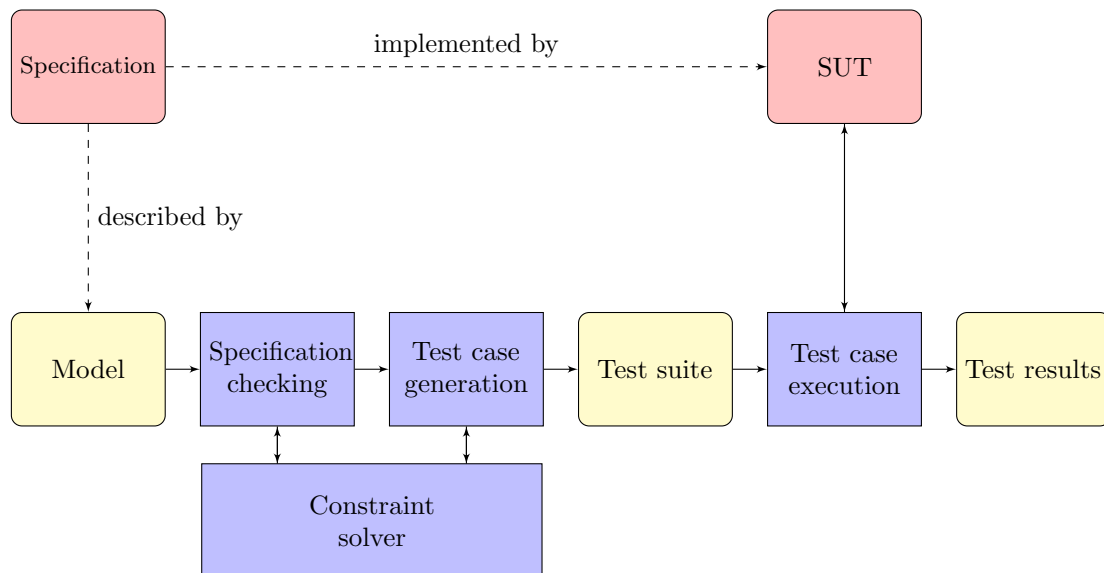 Specification
implemented by
SUT
described by
Model
Specification
checking
Test case
generation
Test suite
Test case
execution
Test results
Constraint
solver